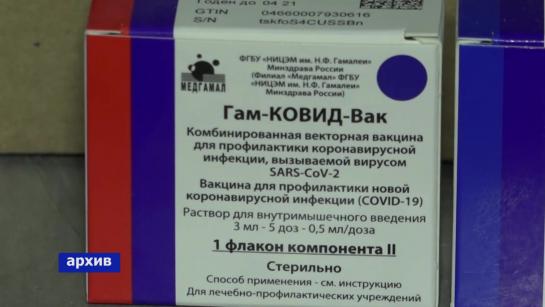 Годен до 04 21
GTIN 04660007930616
S/N tskfoS4CUSSBn
ФГБУ «НИЦЭМ им. Н.Ф. Гамалеи»
Минздрава России
(Филиал «Медгамал» ФГБУ
«НИЦЭМ им. Н.Ф. Гамалеи»
Минздрава России)
МЕДГАМАЛ
Гам-КОВИД-Вак
Комбинированная векторная вакцина
для профилактики коронавирусной
инфекции, вызываемой вирусом
SARS-CoV-2
Вакцина для профилактики новой
коронавирусной инфекции (COVID-19)
Раствор для внутримышечного введения
3 мл - 5 доз - 0,5 мл/доза
1 флакон компонента II
Стерильно
Способ применения - см. инструкцию
Для лечебно-профилактических учреждений
архив